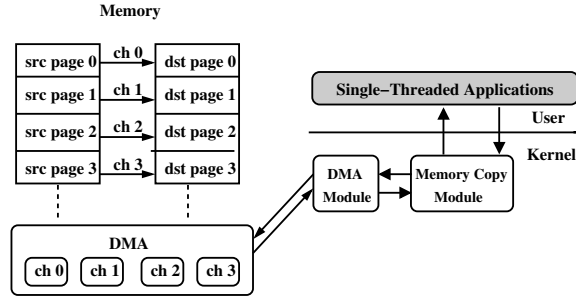 Memory
src page 0 ch 0 dst page 0
src page 1 ch 1 dst page 1
src page 2 ch 2 dst page 2
src page 3 ch 3 dst page 3
DMA
ch 0 ch 1 ch 2 ch 3
Single−Threaded Applications
User
Kernel
DMA
Module
Memory Copy
Module